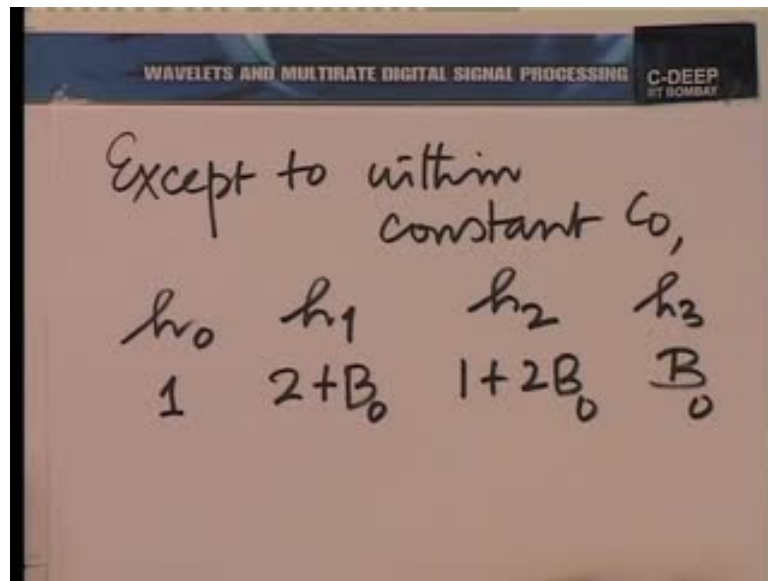 WAVELETS AND MULTIRATE DIGITAL SIGNAL PROCESSING
C-DEEP
IIT BOMBAY
Except to within
constant C₀,
h₀ h₁ h₂ h₃
1 2+B₀ 1+2B₀ B₀